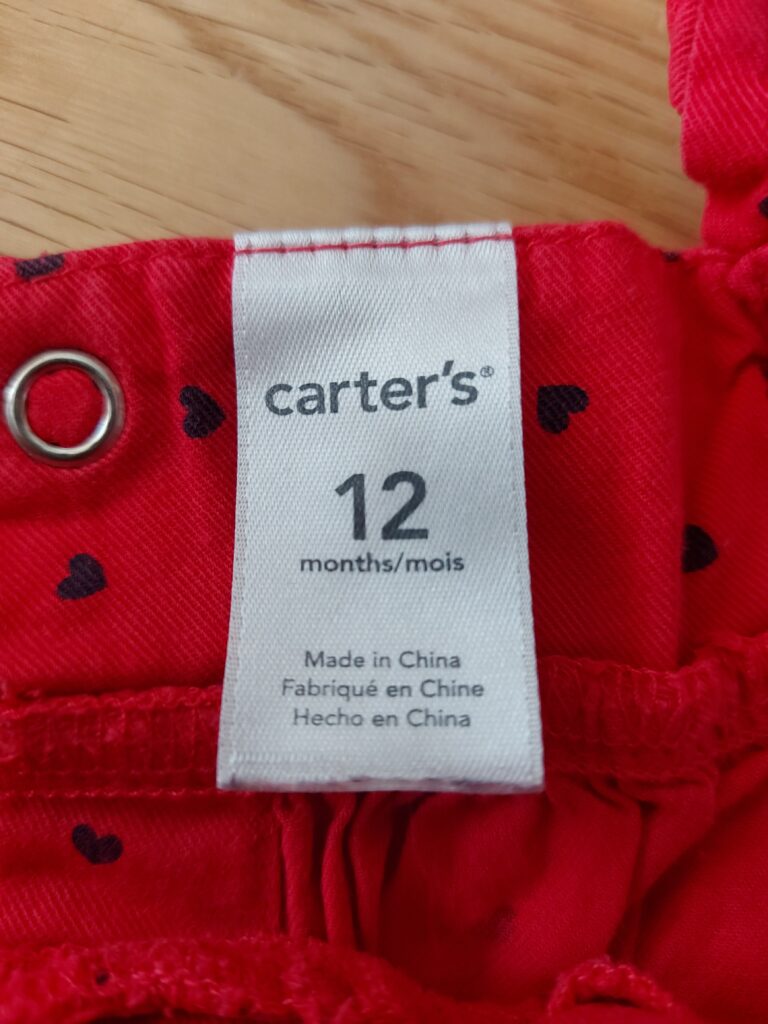 carter's®
12
months/mois
Made in China
Fabriqué en Chine
Hecho en China